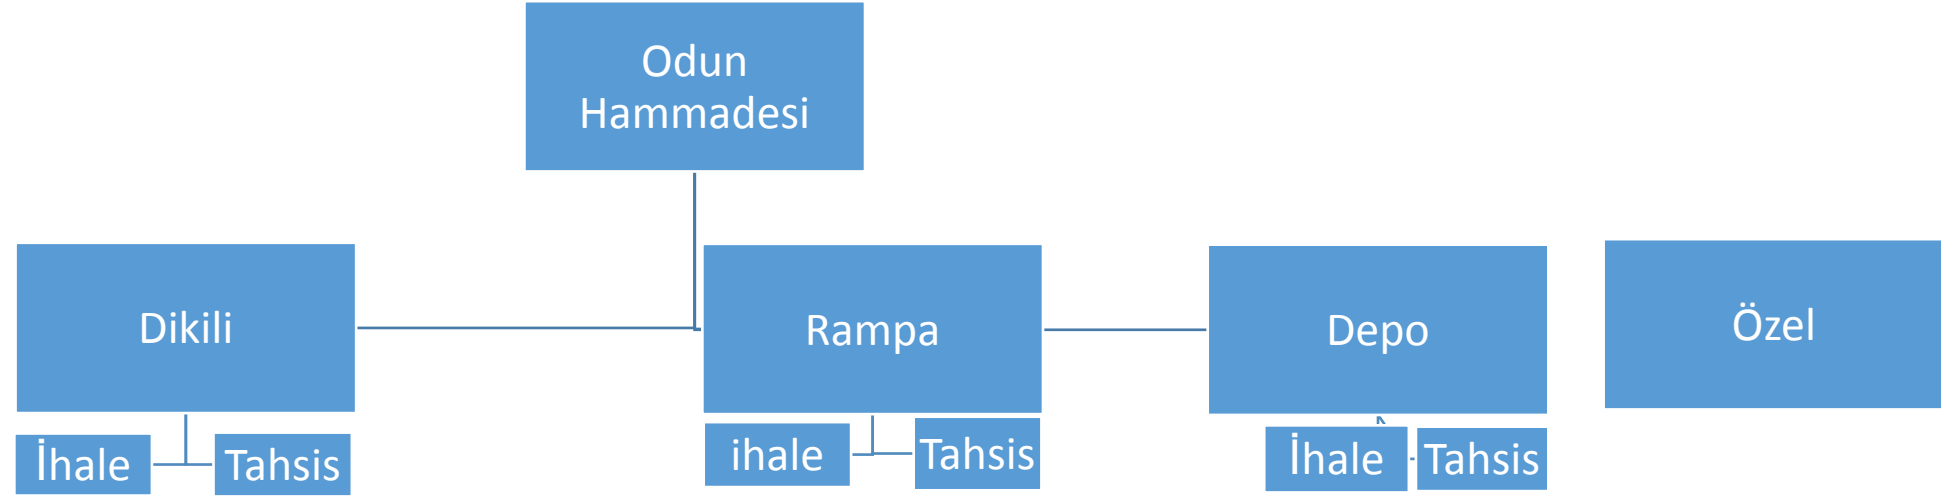 Odun
Hammadesi
Dikili
Rampa
Depo
Özel
İhale
Tahsis
ihale
Tahsis
İhale
Tahsis